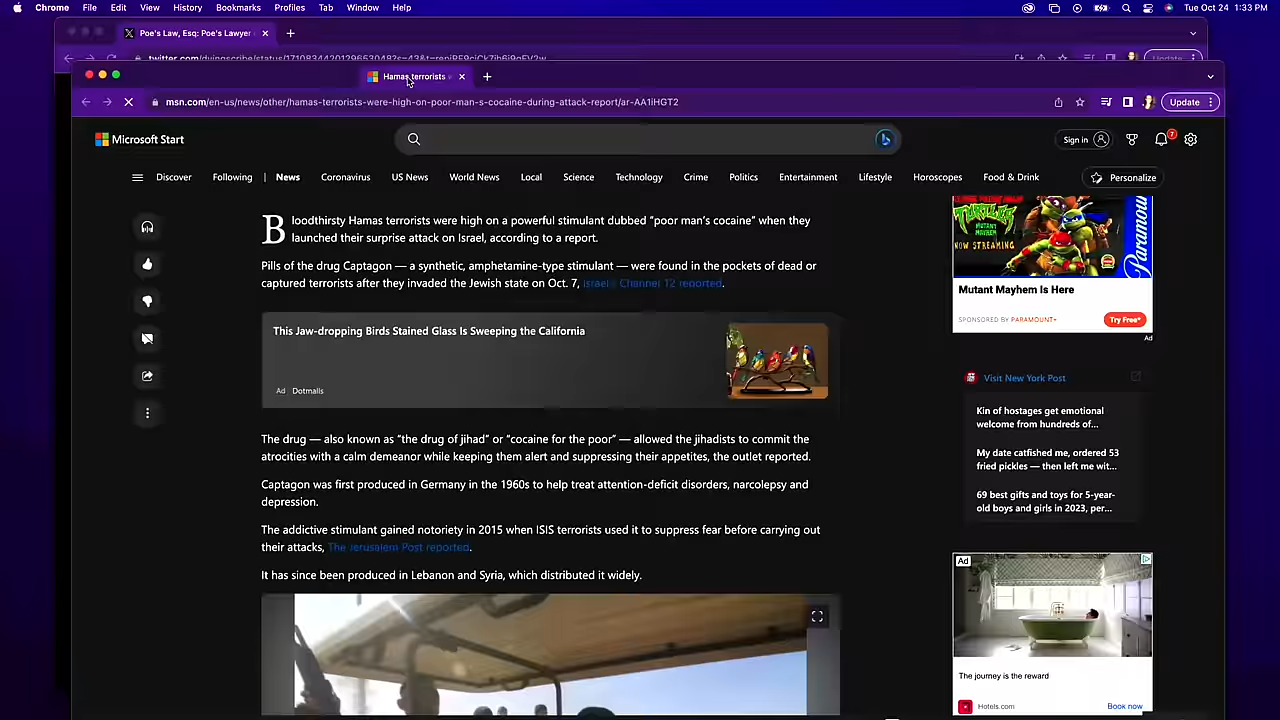 Chrome File Edit View History Bookmarks Profiles Tab Window Help Tue Oct 24 1:33 PM
Poe's Law, Esq: Poe's Lawyer
Hamas terrorists
msn.com/en-us/news/other/hamas-terrorists-were-high-on-poor-man-s-cocaine-during-attack-report/ar-AA1iHGT2
Update
Microsoft Start
Sign in
7
Discover Following News Coronavirus US News World News Local Science Technology Crime Politics Entertainment Lifestyle Horoscopes Food & Drink Personalize
Bloodthirsty Hamas terrorists were high on a powerful stimulant dubbed “poor man’s cocaine” when they
launched their surprise attack on Israel, according to a report.
Pills of the drug Captagon — a synthetic, amphetamine-type stimulant — were found in the pockets of dead or
captured terrorists after they invaded the Jewish state on Oct. 7, Israel's Channel 12 reported.
This Jaw-dropping Birds Stained Glass Is Sweeping the California
Ad Dotmalls
The drug — also known as “the drug of jihad” or “cocaine for the poor” — allowed the jihadists to commit the
atrocities with a calm demeanor while keeping them alert and suppressing their appetites, the outlet reported.
Captagon was first produced in Germany in the 1960s to help treat attention-deficit disorders, narcolepsy and
depression.
The addictive stimulant gained notoriety in 2015 when ISIS terrorists used it to suppress fear before carrying out
their attacks, The Jerusalem Post reported.
It has since been produced in Lebanon and Syria, which distributed it widely.
TURTLES
MUTANT MAYHEM
NOW STREAMING
Paramount
Mutant Mayhem Is Here
SPONSORED BY PARAMOUNT+
Try Free*
Ad
Visit New York Post
Kin of hostages get emotional
welcome from hundreds of...
My date catfished me, ordered 53
fried pickles — then left me wit...
69 best gifts and toys for 5-year-
old boys and girls in 2023, per...
Ad
The journey is the reward
Hotels.com
Book now